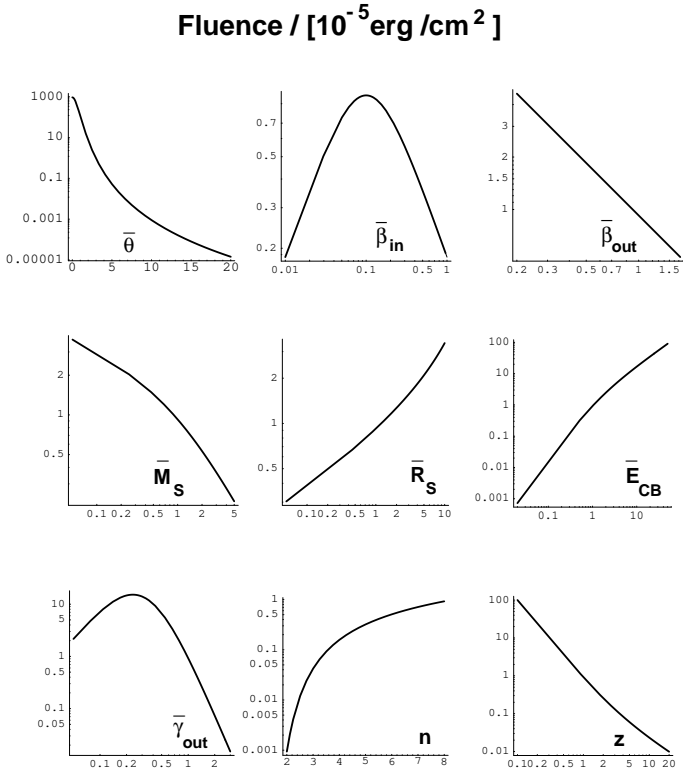 Fluence / [10^-5 erg /cm^2 ]
1000
10
0.1
0.001
0.00001
0 5 10 15 20
θ̅
0.7
0.5
0.3
0.2
0.01 0.1 0.5 1
β̅ in
3
2
1.5
1
0.2 0.3 0.5 0.7 1 1.5
β̅ out
2
1
0.5
0.1 0.2 0.5 1 2 5
M̅ S
2
1
0.5
0.1 0.2 0.5 1 2 5 10
R̅ S
100
10
1
0.1
0.01
0.001
0.1 1 10
E̅ CB
10
5
1
0.5
0.1
0.05
0.1 0.2 0.5 1 2
γ̅ out
1
0.5
0.1
0.05
0.01
0.005
0.001
2 3 4 5 6 7 8
n
100
10
1
0.1
0.01
0.1 0.2 0.5 1 2 5 10 20
z